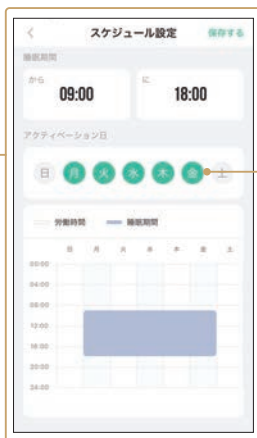 スケジュール設定 保存する
睡眠期間
から に
09:00 18:00
アクティベーション日
日 月 火 水 木 金 土
労働時間 睡眠期間
日 月 火 水 木 金 土
00:00
04:00
08:00
12:00
16:00
20:00
24:00